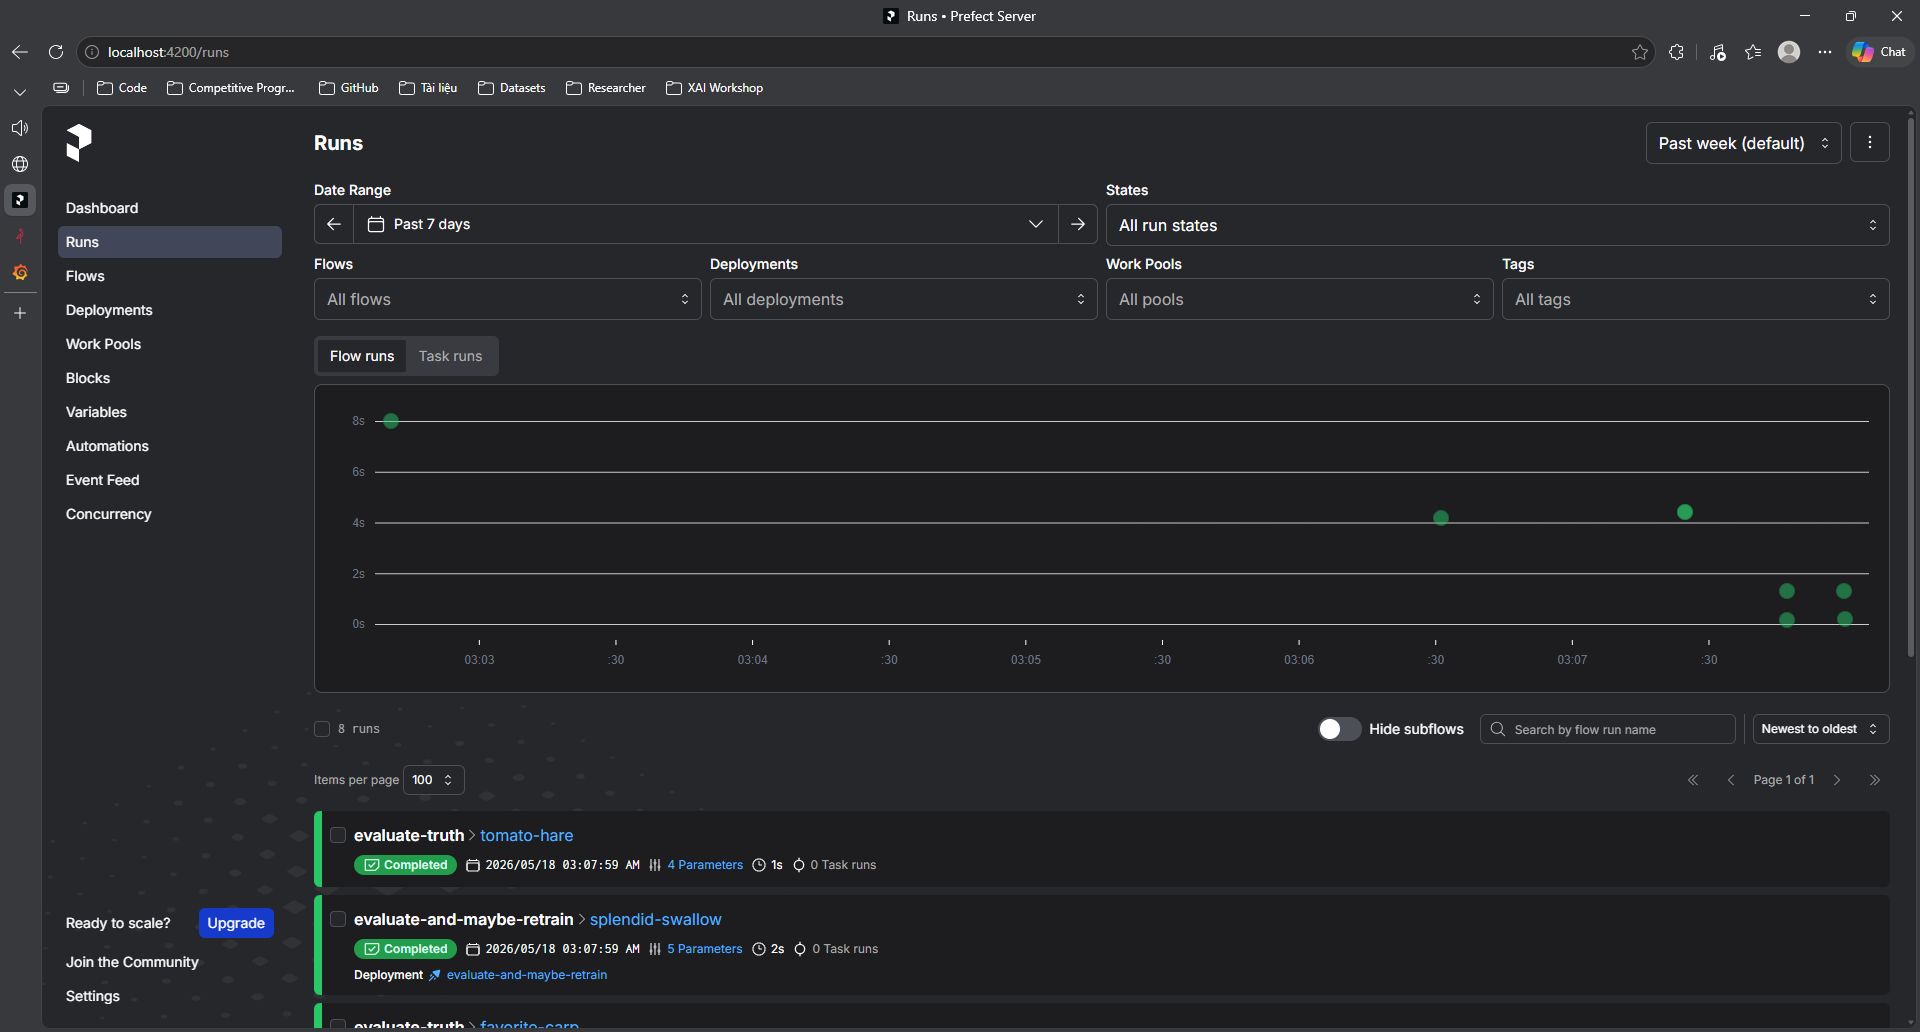 Runs • Prefect Server
localhost:4200/runs
Chat
Code
Competitive Progr...
GitHub
Tài liệu
Datasets
Researcher
XAI Workshop
Dashboard
Runs
Flows
Deployments
Work Pools
Blocks
Variables
Automations
Event Feed
Concurrency
Ready to scale? Upgrade
Join the Community
Settings
Runs
Past week (default)
Date Range
States
Past 7 days
All run states
Flows
Deployments
Work Pools
Tags
All flows
All deployments
All pools
All tags
Flow runs
Task runs
8s
6s
4s
2s
0s
03:03 :30 03:04 :30 03:05 :30 03:06 :30 03:07 :30
8 runs
Hide subflows
Search by flow run name
Newest to oldest
Items per page 100
Page 1 of 1
evaluate-truth > tomato-hare
Completed 2026/05/18 03:07:59 AM 4 Parameters 1s 0 Task runs
evaluate-and-maybe-retrain > splendid-swallow
Completed 2026/05/18 03:07:59 AM 5 Parameters 2s 0 Task runs
Deployment evaluate-and-maybe-retrain
evaluate-truth > favorite-carp